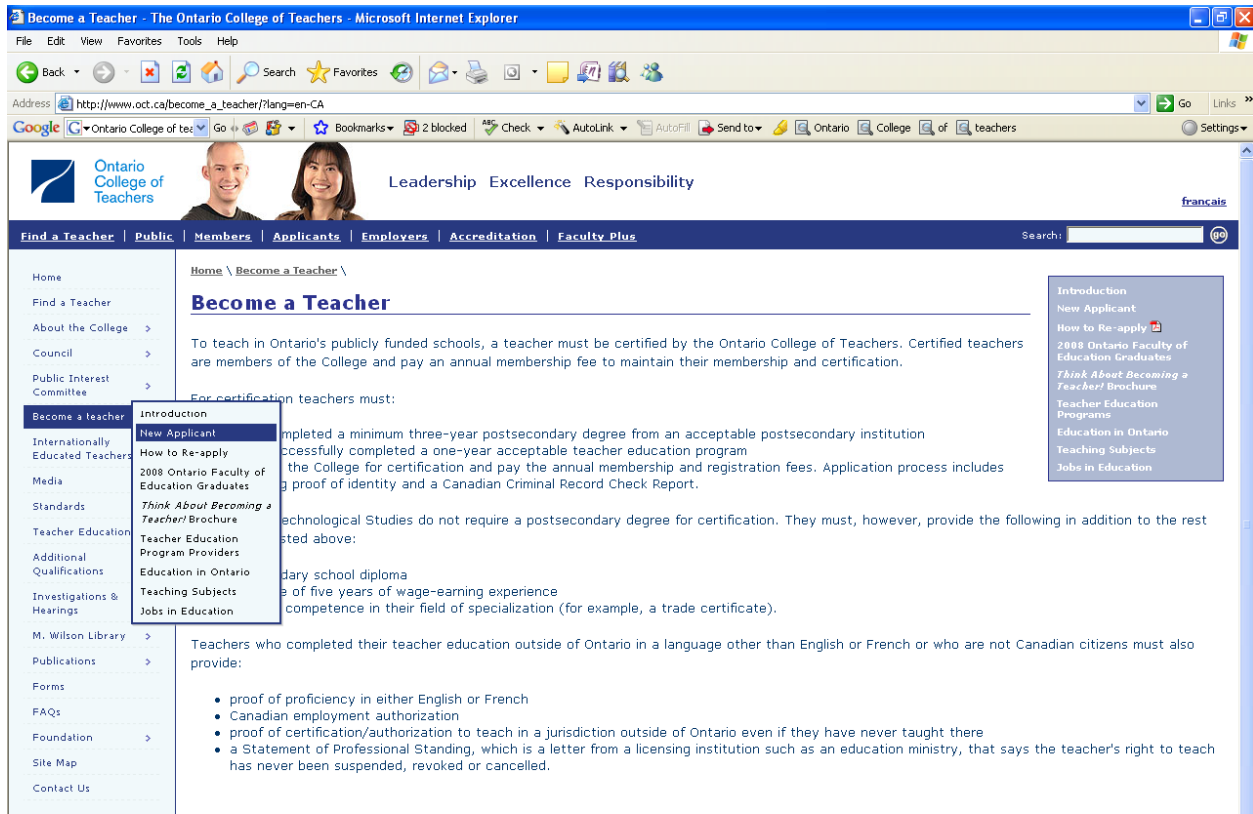 Become a Teacher - The Ontario College of Teachers - Microsoft Internet Explorer
File Edit View Favorites Tools Help
Back Search Favorites
Address http://www.oct.ca/become_a_teacher/?lang=en-CA Go Links »
Google Ontario College of tea Go Bookmarks 2 blocked Check AutoLink AutoFill Send to Ontario College of teachers Settings
Ontario
College of
Teachers
Leadership Excellence Responsibility
français
Find a Teacher | Public | Members | Applicants | Employers | Accreditation | Faculty Plus
Search: go
Home
Find a Teacher
About the College >
Council >
Public Interest
Committee >
Become a teacher
Internationally
Educated Teachers
Media
Standards
Teacher Education
Additional
Qualifications
Investigations &
Hearings
M. Wilson Library >
Publications >
Forms
FAQs
Foundation >
Site Map
Contact Us
Introduction
New Applicant
How to Re-apply
2008 Ontario Faculty of
Education Graduates
Think About Becoming a
Teacher! Brochure
Teacher Education
Program Providers
Education in Ontario
Teaching Subjects
Jobs in Education
Home \ Become a Teacher \
Become a Teacher
To teach in Ontario's publicly funded schools, a teacher must be certified by the Ontario College of Teachers. Certified teachers
are members of the College and pay an annual membership fee to maintain their membership and certification.
For certification teachers must:
mpleted a minimum three-year postsecondary degree from an acceptable postsecondary institution
ccessfully completed a one-year acceptable teacher education program
the College for certification and pay the annual membership and registration fees. Application process includes
g proof of identity and a Canadian Criminal Record Check Report.
echnological Studies do not require a postsecondary degree for certification. They must, however, provide the following in addition to the rest
sted above:
dary school diploma
e of five years of wage-earning experience
competence in their field of specialization (for example, a trade certificate).
Teachers who completed their teacher education outside of Ontario in a language other than English or French or who are not Canadian citizens must also
provide:
• proof of proficiency in either English or French
• Canadian employment authorization
• proof of certification/authorization to teach in a jurisdiction outside of Ontario even if they have never taught there
• a Statement of Professional Standing, which is a letter from a licensing institution such as an education ministry, that says the teacher's right to teach
has never been suspended, revoked or cancelled.
Introduction
New Applicant
How to Re-apply
2008 Ontario Faculty of
Education Graduates
Think About Becoming a
Teacher! Brochure
Teacher Education
Programs
Education in Ontario
Teaching Subjects
Jobs in Education